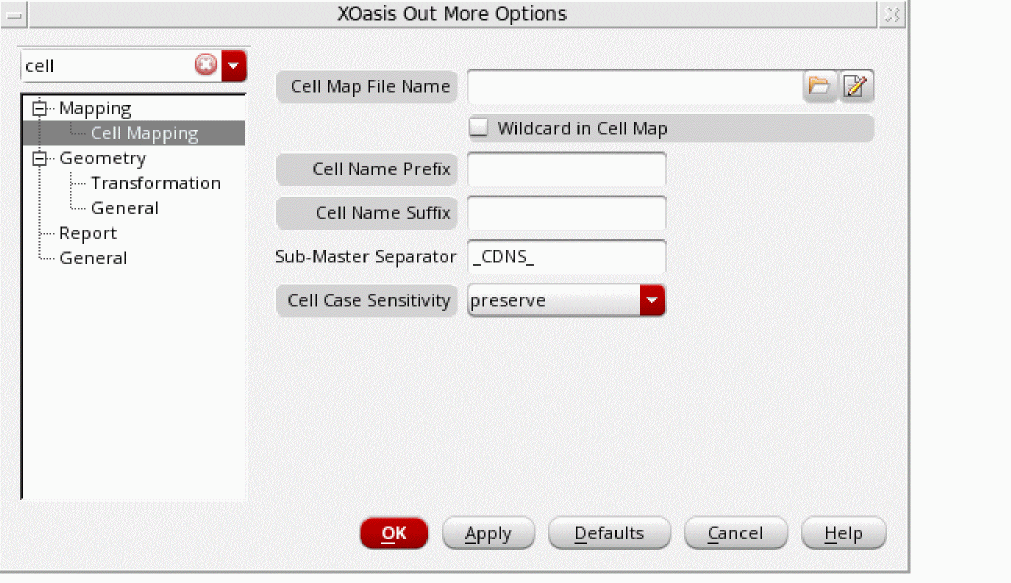 XOasis Out More Options
cell
Mapping
Cell Mapping
Geometry
Transformation
General
Report
General
Cell Map File Name
Wildcard in Cell Map
Cell Name Prefix
Cell Name Suffix
Sub-Master Separator _CDNS_
Cell Case Sensitivity preserve
OK Apply Defaults Cancel Help